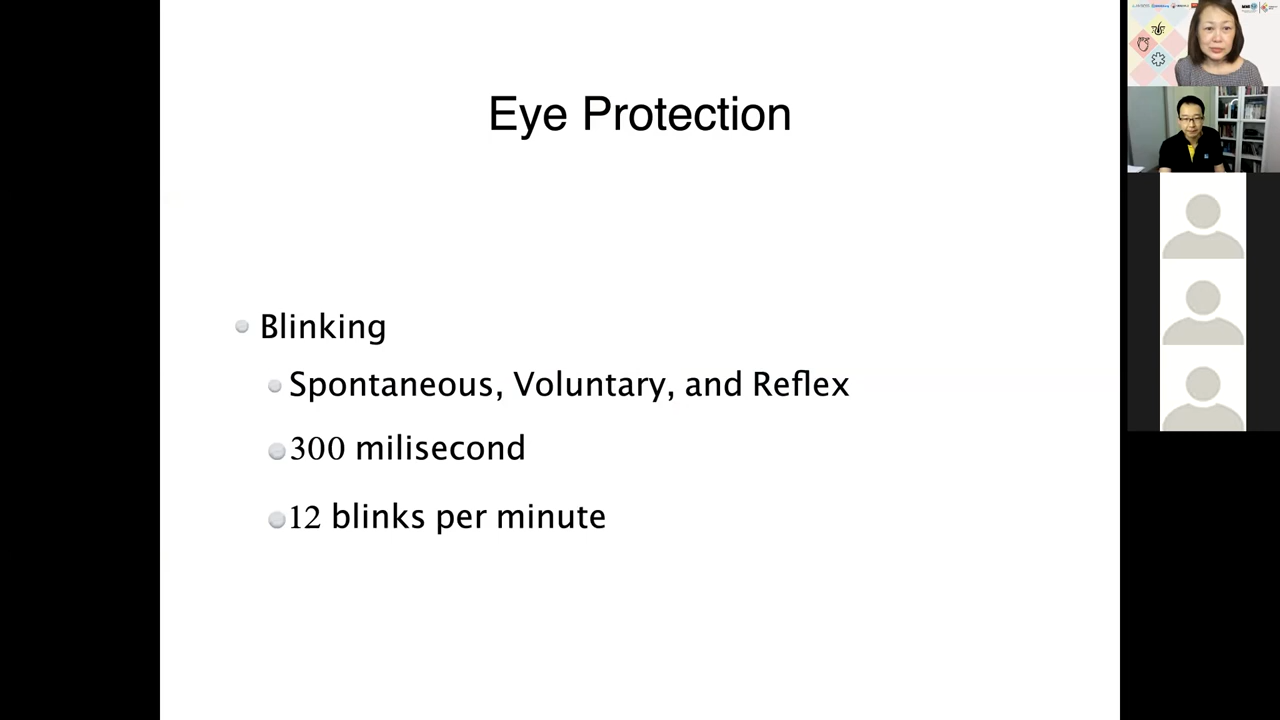 Eye Protection
Blinking
Spontaneous, Voluntary, and Reflex
300 milisecond
12 blinks per minute